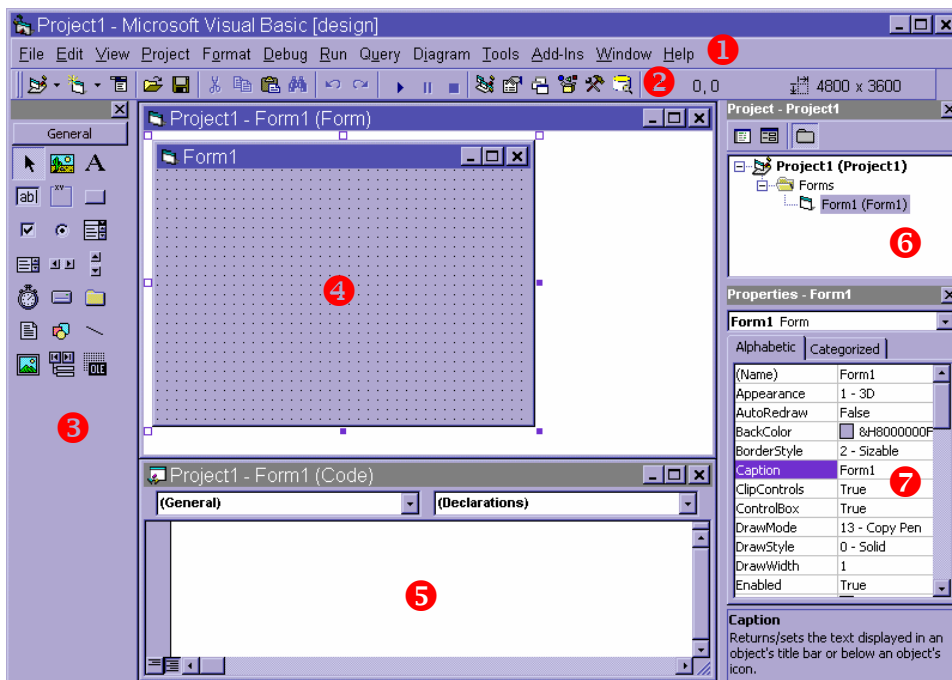 Project1 - Microsoft Visual Basic [design]
File Edit View Project Format Debug Run Query Diagram Tools Add-Ins Window Help 1
2 0, 0 4800 x 3600
General
A
ab|
XY
OLE
3
Project1 - Form1 (Form)
Form1
4
Project1 - Form1 (Code)
(General) (Declarations)
5
Project - Project1
Project1 (Project1)
Forms
Form1 (Form1)
6
Properties - Form1
Form1 Form
Alphabetic Categorized
(Name) Form1
Appearance 1 - 3D
AutoRedraw False
BackColor &H8000000F
BorderStyle 2 - Sizable
Caption Form1
7
ClipControls True
ControlBox True
DrawMode 13 - Copy Pen
DrawStyle 0 - Solid
DrawWidth 1
Enabled True
Caption
Returns/sets the text displayed in an
object's title bar or below an object's
icon.